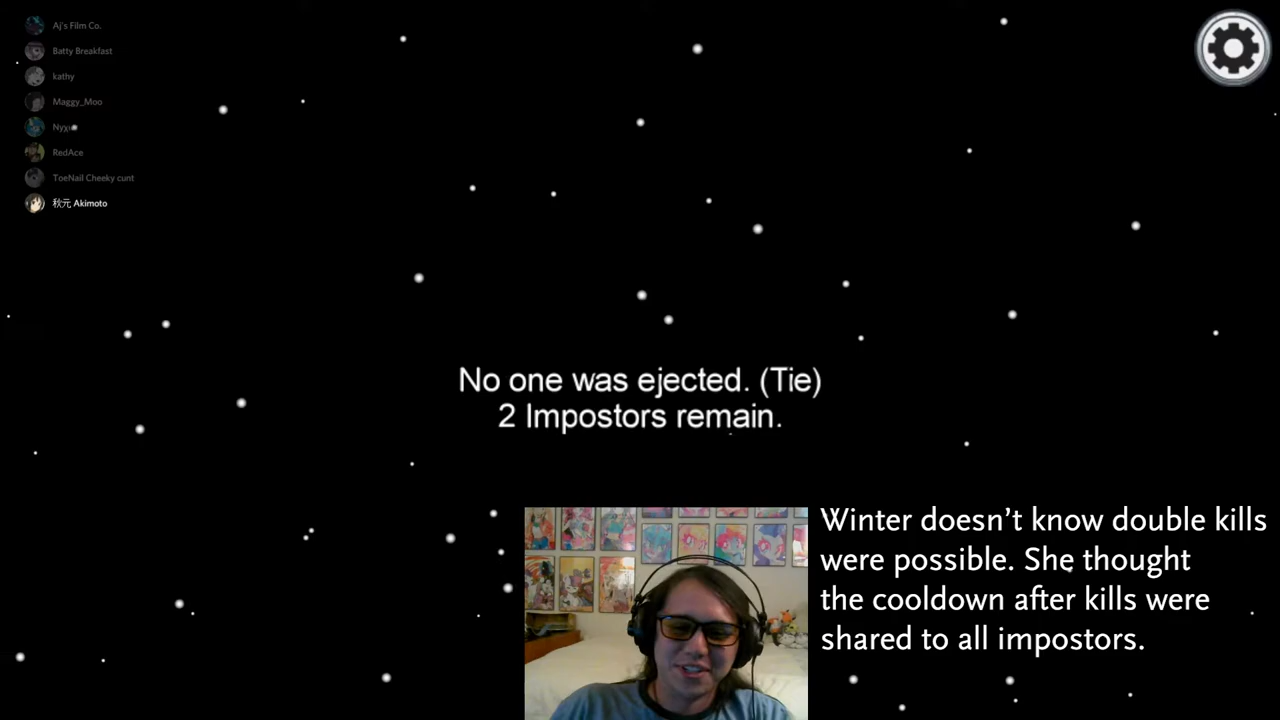 Aj's Film Co.
Batty Breakfast
kathy
Maggy_Moo
RedAce
ToeNail Cheeky cunt
秋元 Akimoto
No one was ejected. (Tie)
2 Impostors remain.
Winter doesn't know double kills
were possible. She thought
the cooldown after kills were
shared to all impostors.